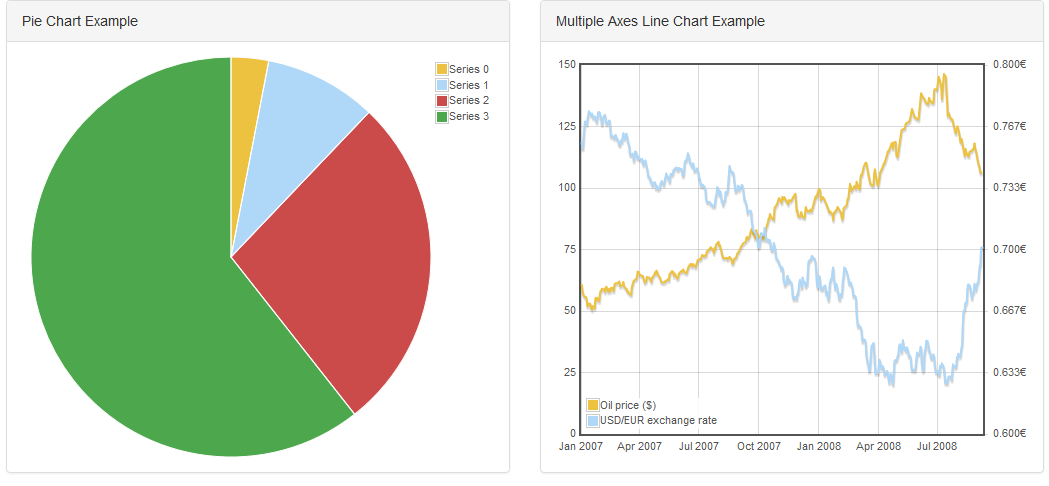 Pie Chart Example
Series 0
Series 1
Series 2
Series 3
Multiple Axes Line Chart Example
150
125
100
75
50
25
0
0.800€
0.767€
0.733€
0.700€
0.667€
0.633€
0.600€
Oil price ($)
USD/EUR exchange rate
Jan 2007 Apr 2007 Jul 2007 Oct 2007 Jan 2008 Apr 2008 Jul 2008